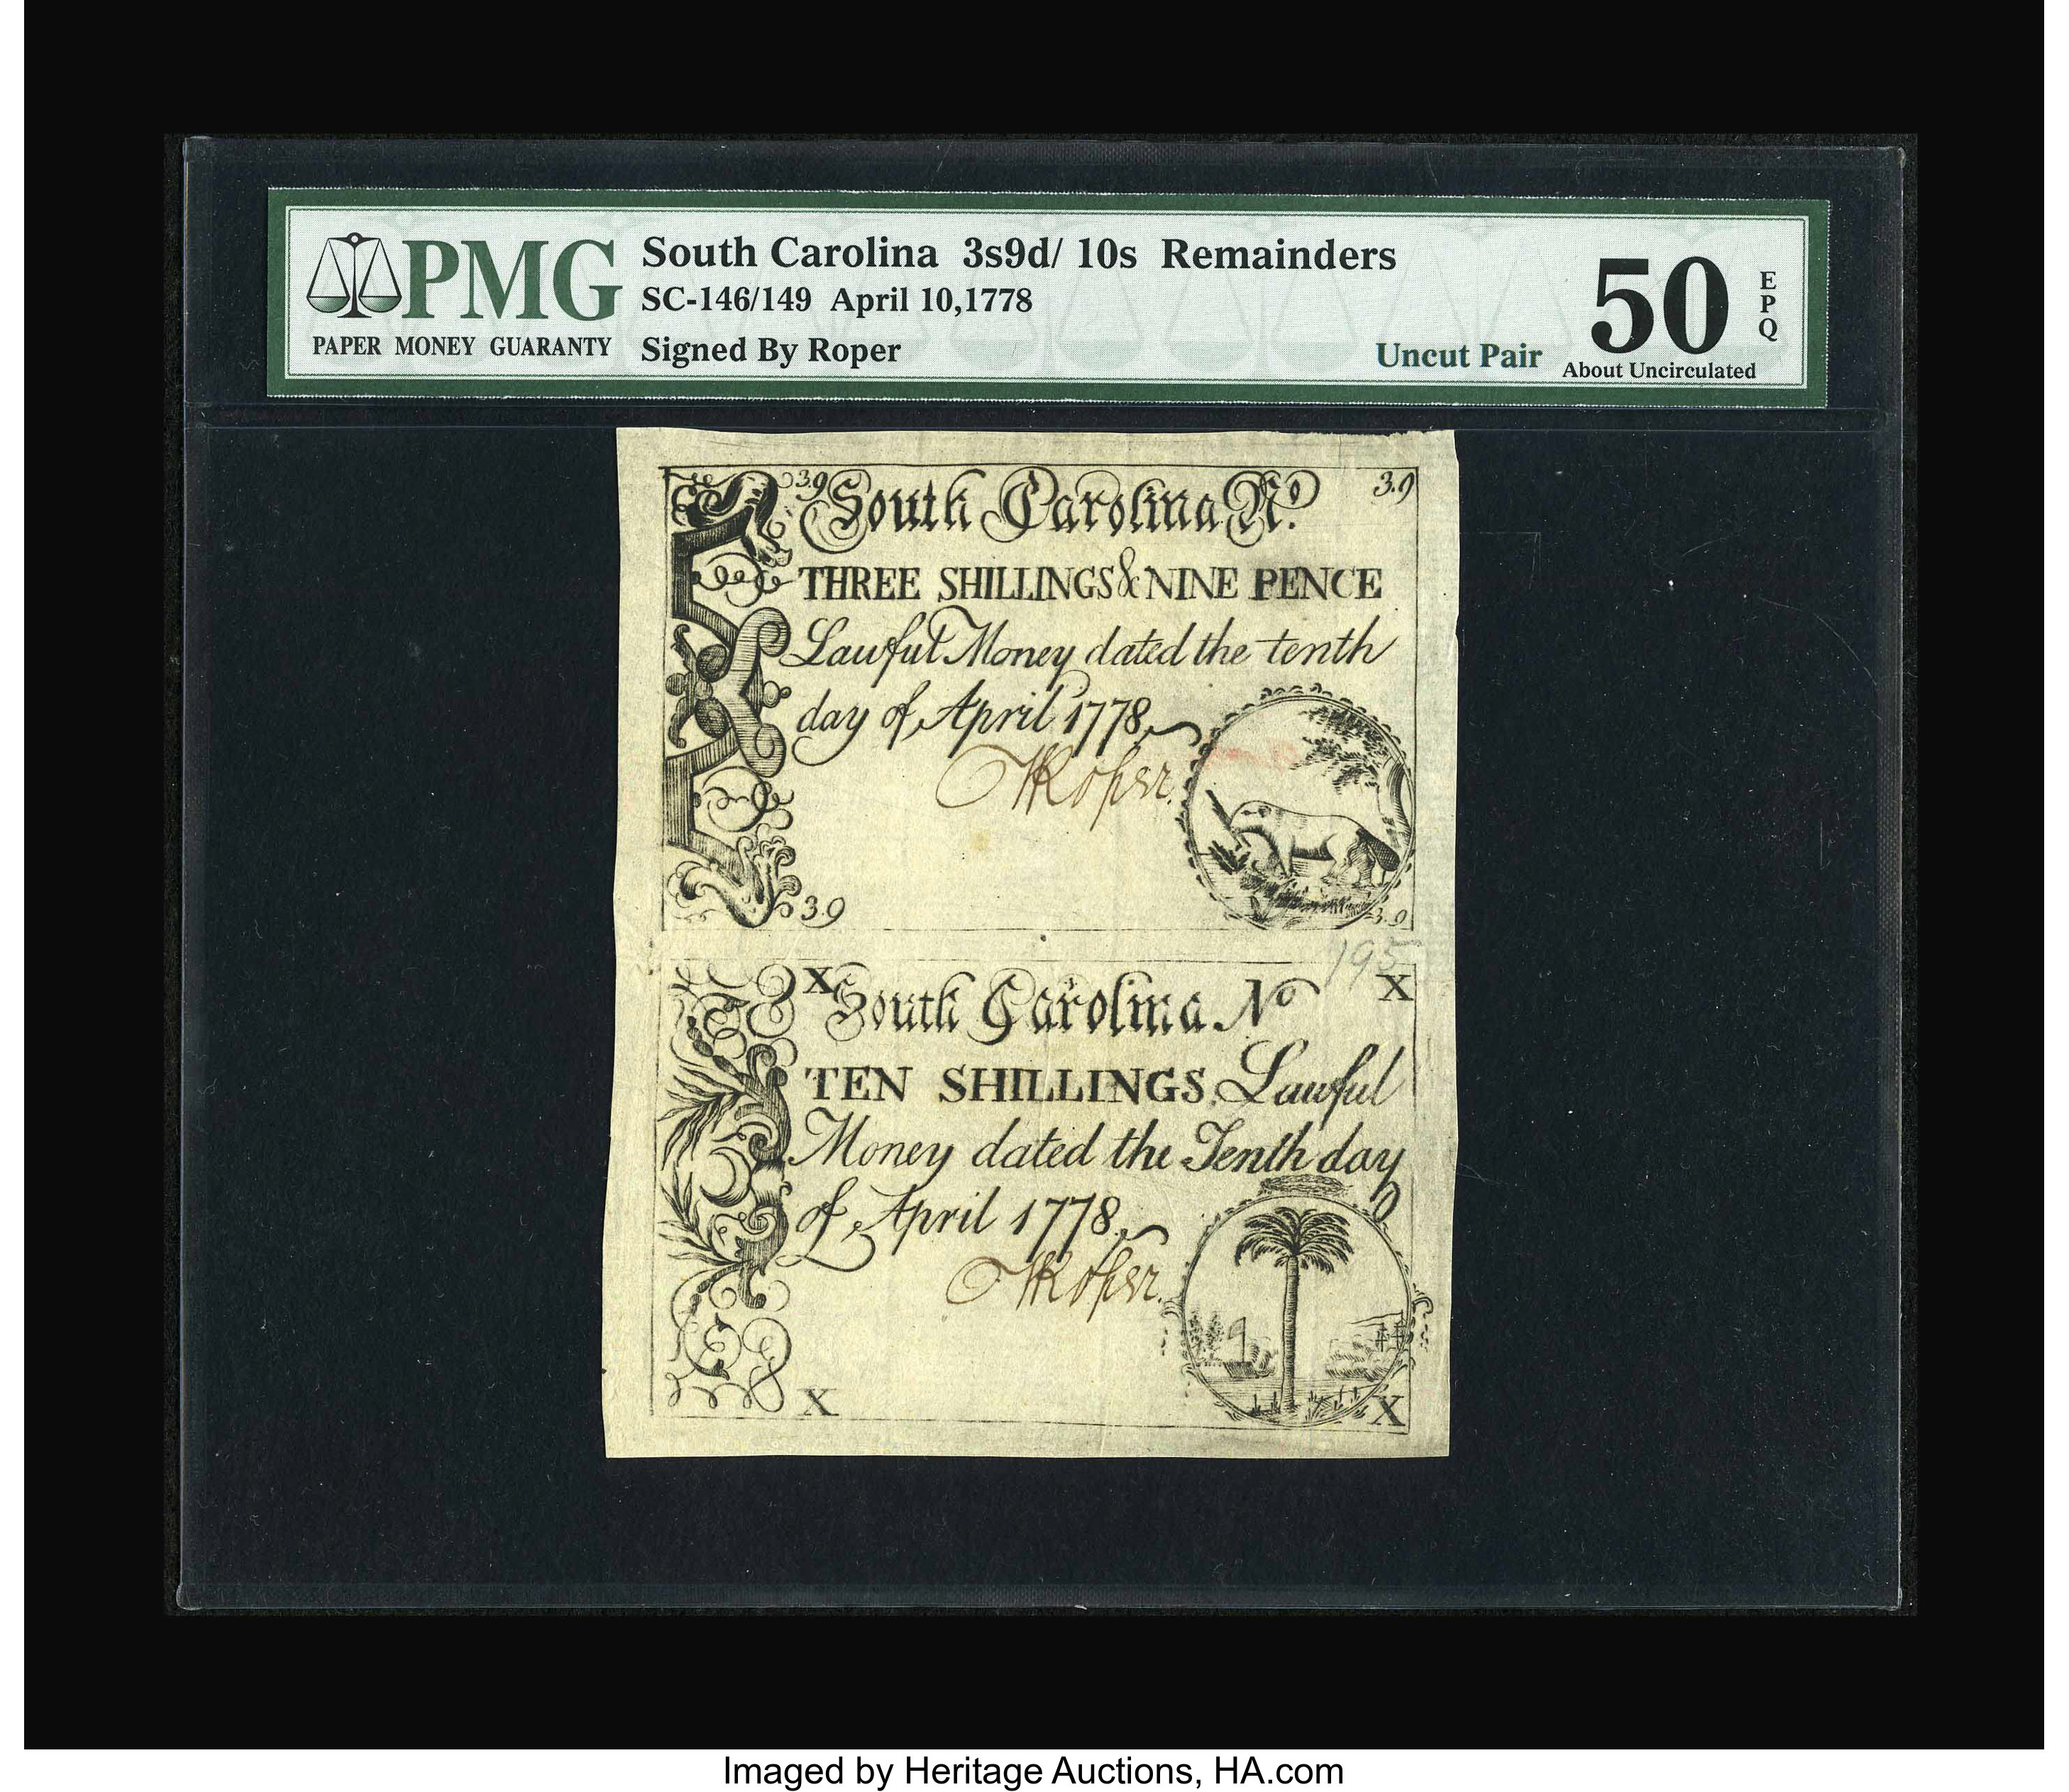 PMG
PAPER MONEY GUARANTY
South Carolina 3s9d/ 10s Remainders
SC-146/149 April 10,1778
Signed By Roper
Uncut Pair
50
EPQ
About Uncirculated
3.9 South Carolina No. 3.9
THREE SHILLINGS & NINE PENCE
Lawful Money dated the tenth
day of April 1778
TRoper.
3.9 3.9
195
X South Carolina No X
TEN SHILLINGS Lawful
Money dated the Tenth day
of April 1778
TRoper.
X X
Imaged by Heritage Auctions, HA.com